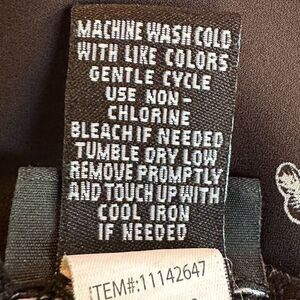 MACHINE WASH COLD
WITH LIKE COLORS
GENTLE CYCLE
USE NON-
CHLORINE
BLEACH IF NEEDED
TUMBLE DRY LOW
REMOVE PROMPTLY
AND TOUCH UP WITH
COOL IRON
IF NEEDED
ITEM#:11142647